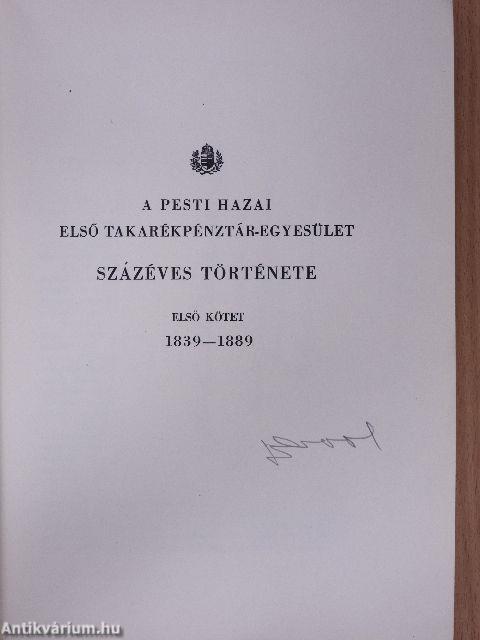 A PESTI HAZAI
ELSŐ TAKARÉKPÉNZTÁR-EGYESÜLET
SZÁZÉVES TÖRTÉNETE
ELSŐ KÖTET
1839—1889
Antikvárium.hu